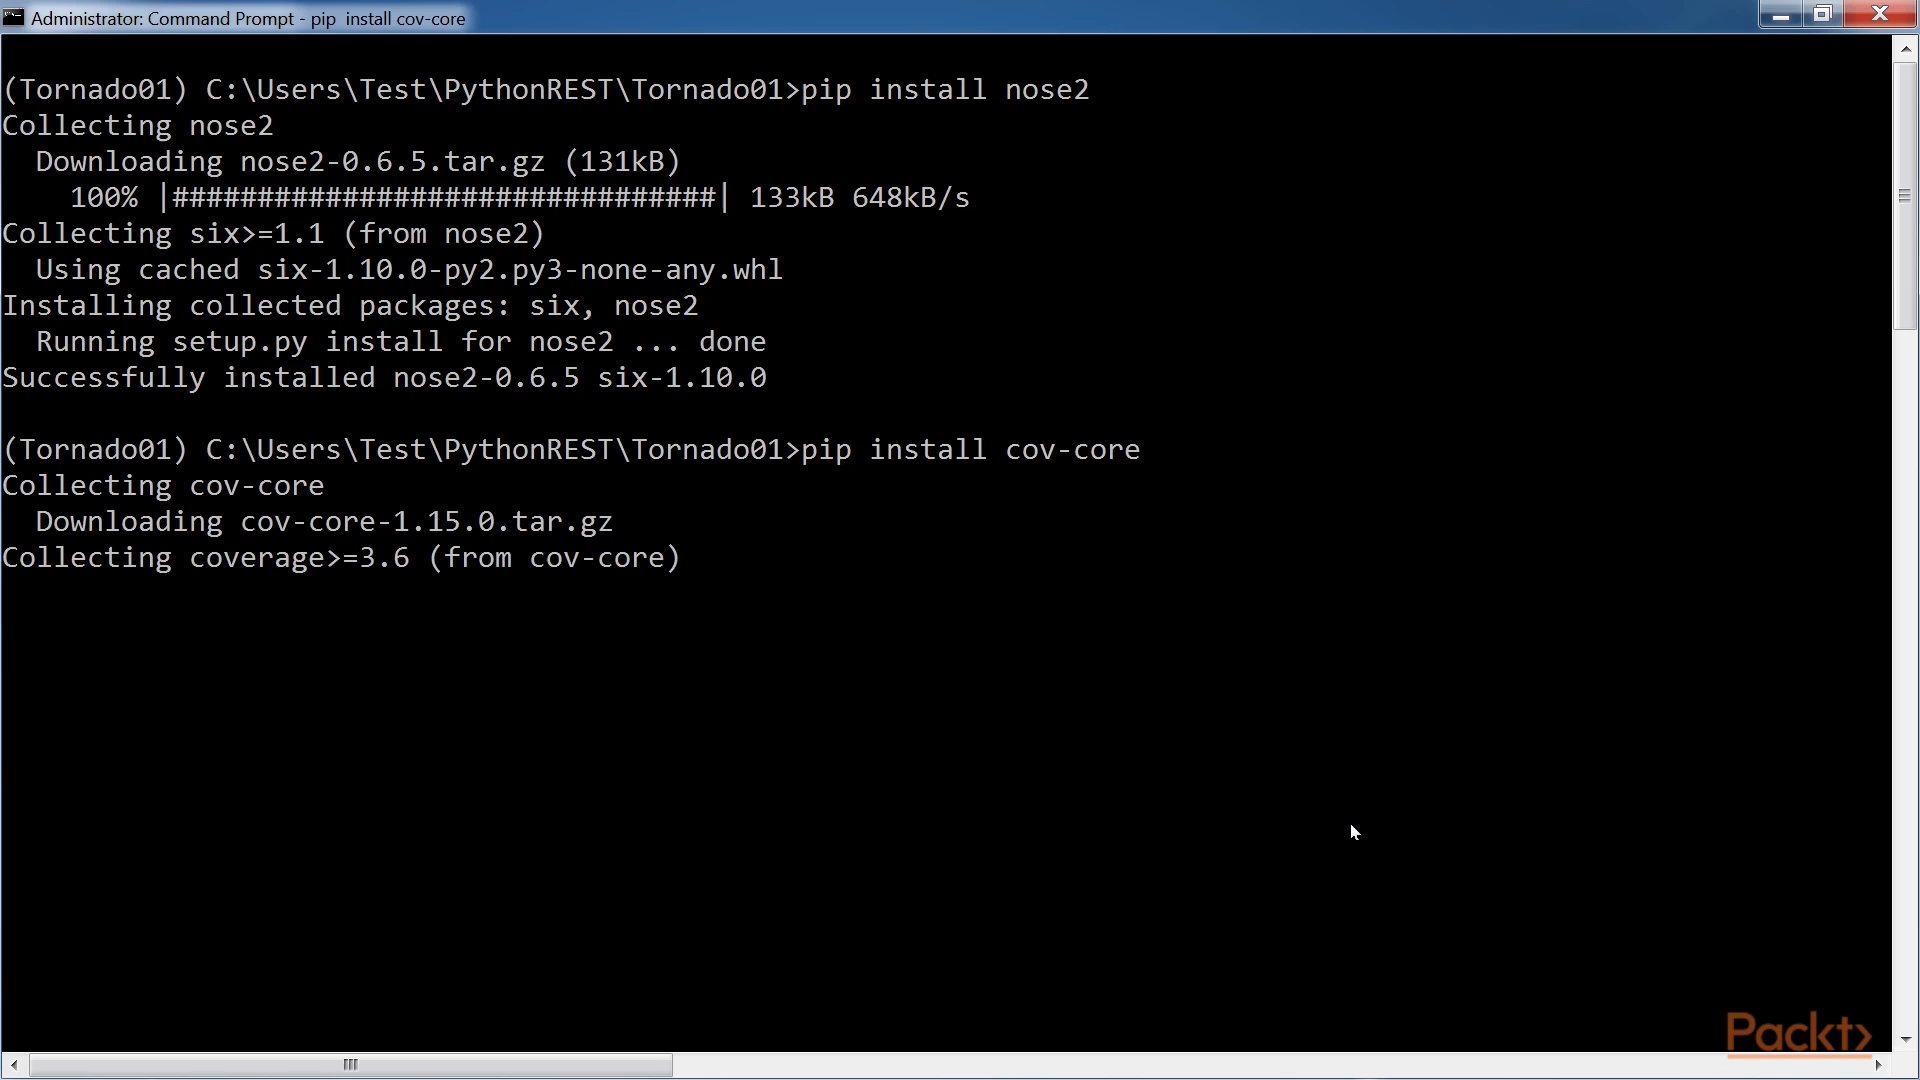 Administrator: Command Prompt - pip  install cov-core
(Tornado01) C:\Users\Test\PythonREST\Tornado01>pip install nose2
Collecting nose2
  Downloading nose2-0.6.5.tar.gz (131kB)
    100% |################################| 133kB 648kB/s
Collecting six>=1.1 (from nose2)
  Using cached six-1.10.0-py2.py3-none-any.whl
Installing collected packages: six, nose2
  Running setup.py install for nose2 ... done
Successfully installed nose2-0.6.5 six-1.10.0
(Tornado01) C:\Users\Test\PythonREST\Tornado01>pip install cov-core
Collecting cov-core
  Downloading cov-core-1.15.0.tar.gz
Collecting coverage>=3.6 (from cov-core)
Packt>